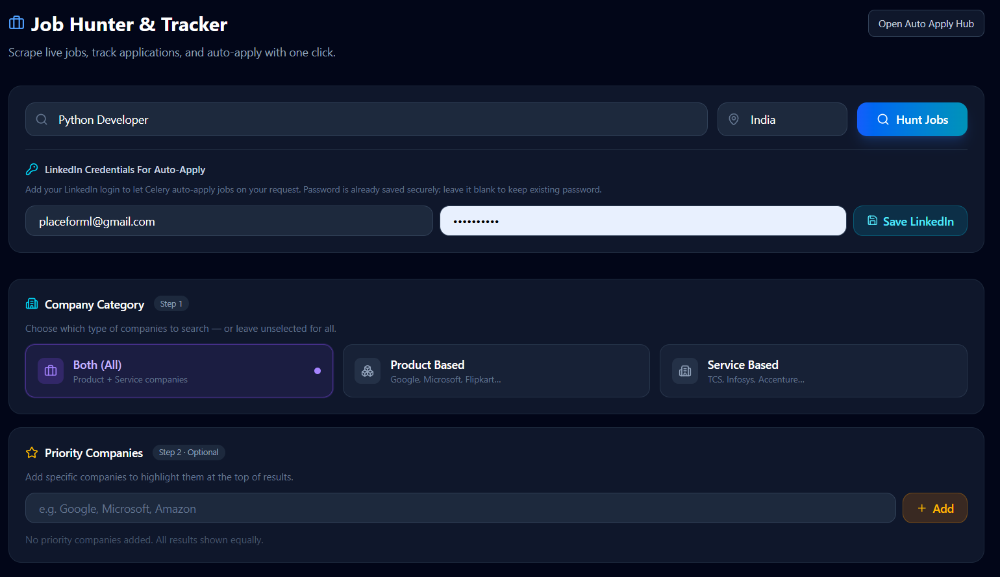 Job Hunter & Tracker
Open Auto Apply Hub
Scrape live jobs, track applications, and auto-apply with one click.
Python Developer
India
Hunt Jobs
LinkedIn Credentials For Auto-Apply
Add your LinkedIn login to let Celery auto-apply jobs on your request. Password is already saved securely; leave it blank to keep existing password.
placeforml@gmail.com
••••••••••
Save LinkedIn
Company Category
Step 1
Choose which type of companies to search — or leave unselected for all.
Both (All)
Product + Service companies
Product Based
Google, Microsoft, Flipkart...
Service Based
TCS, Infosys, Accenture...
Priority Companies
Step 2 · Optional
Add specific companies to highlight them at the top of results.
e.g. Google, Microsoft, Amazon
+ Add
No priority companies added. All results shown equally.